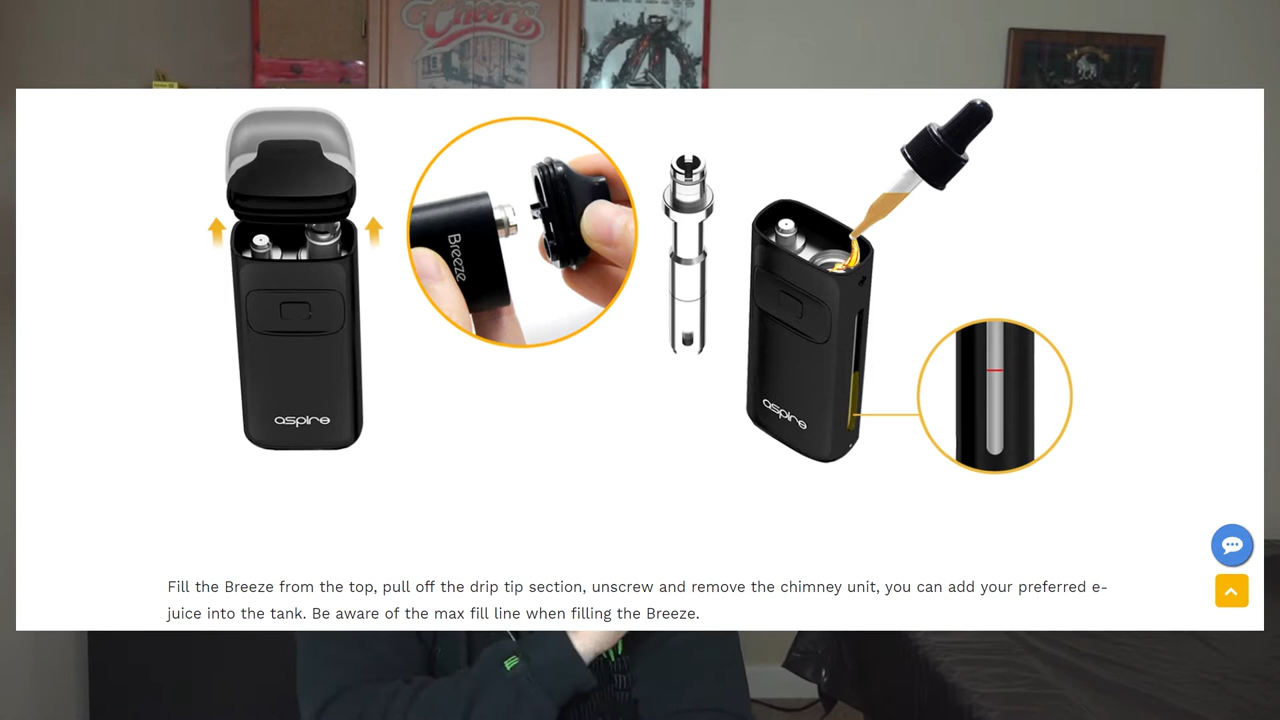 Cheers
Breeze
aspire
aspire
Fill the Breeze from the top, pull off the drip tip section, unscrew and remove the chimney unit, you can add your preferred e-
juice into the tank. Be aware of the max fill line when filling the Breeze.